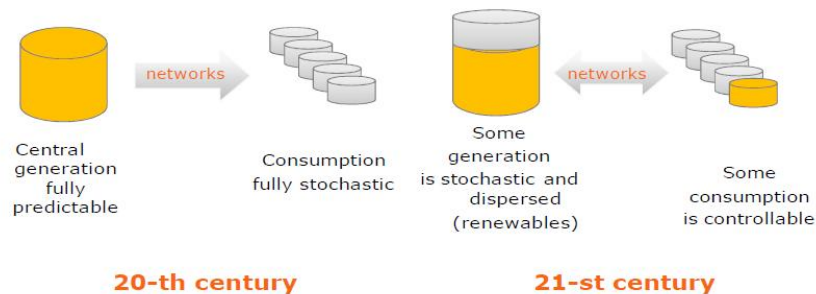 networks
Central
generation
fully
predictable
Consumption
fully stochastic
20-th century
networks
Some
generation
is stochastic and
dispersed
(renewables)
Some
consumption
is controllable
21-st century